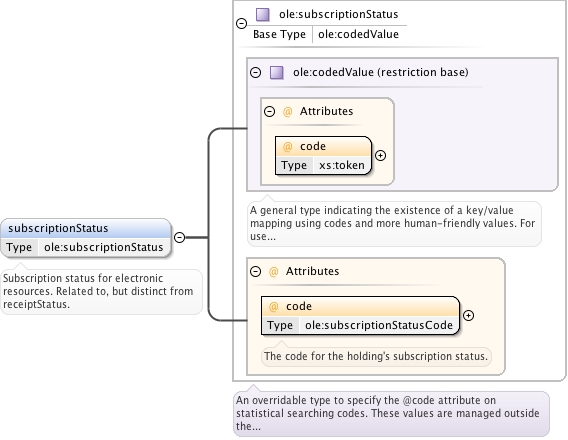 ole:subscriptionStatus
Base Type ole:codedValue
ole:codedValue (restriction base)
@ Attributes
@ code
Type xs:token
A general type indicating the existence of a key/value
mapping using codes and more human-friendly values. For
use...
subscriptionStatus
Type ole:subscriptionStatus
Subscription status for electronic
resources. Related to, but distinct from
receiptStatus.
@ Attributes
@ code
Type ole:subscriptionStatusCode
The code for the holding's subscription status.
An overridable type to specify the @code attribute on
statistical searching codes. These values are managed outside
the...